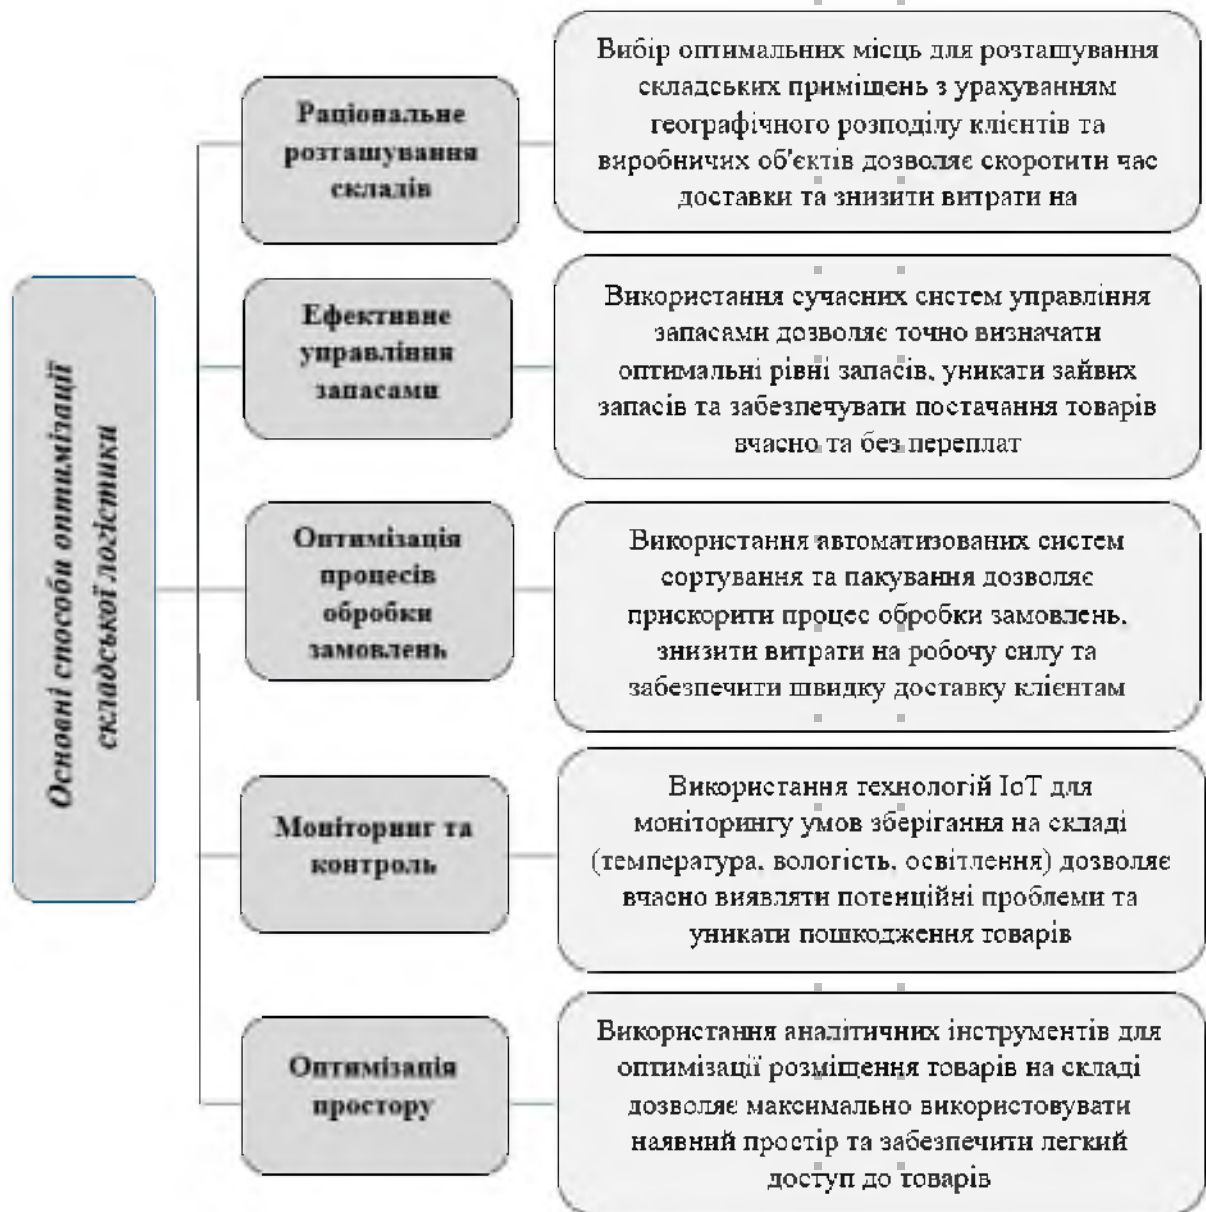 Основні способи оптимізації
складської логістики
Раціональне
розташування
складів
Вибір оптимальних місць для розташування
складських приміщень з урахуванням
географічного розподілу клієнтів та
виробничих об'єктів дозволяє скоротити час
доставки та знизити витрати на
Ефективне
управління
запасами
Використання сучасних систем управління
запасами дозволяє точно визначати
оптимальні рівні запасів, уникати зайвих
запасів та забезпечувати постачання товарів
вчасно та без переплат
Оптимізація
процесів
обробки
замовлень
Використання автоматизованих систем
сортування та пакування дозволяє
прискорити процес обробки замовлень,
знизити витрати на робочу силу та
забезпечити швидку доставку клієнтам
Моніторинг та
контроль
Використання технологій ІоТ для
моніторингу умов зберігання на складі
(температура, вологість, освітлення) дозволяє
вчасно виявляти потенційні проблеми та
уникати пошкодження товарів
Оптимізація
простору
Використання аналітичних інструментів для
оптимізації розміщення товарів на складі
дозволяє максимально використовувати
наявний простір та забезпечити легкий
доступ до товарів